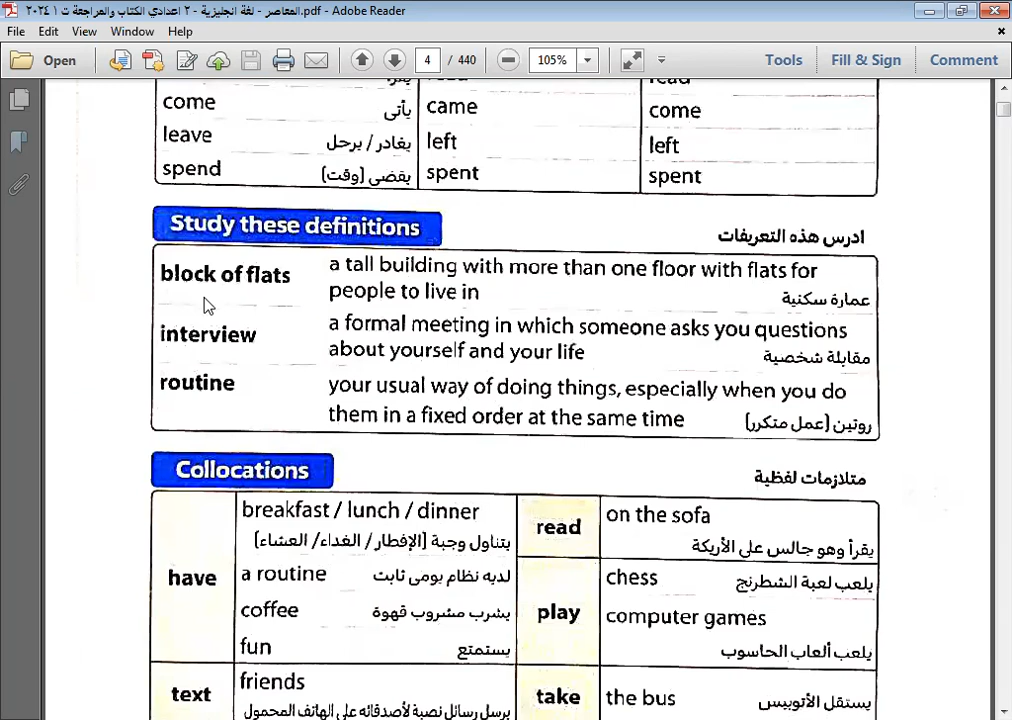 المعاصر - لغة انجليزية - ٢ اعدادي الكتاب والمراجعة ت ١ ٢٠٢٤.pdf - Adobe Reader
File Edit View Window Help
Open 4 / 440 105% Tools Fill & Sign Comment
come يأتى came come
leave يغادر / يرحل left left
spend يقضى (وقت) spent spent
Study these definitions ادرس هذه التعريفات
block of flats a tall building with more than one floor with flats for
people to live in عمارة سكنية
interview a formal meeting in which someone asks you questions
about yourself and your life مقابلة شخصية
routine your usual way of doing things, especially when you do
them in a fixed order at the same time روتين (عمل متكرر)
Collocations متلازمات لفظية
have
breakfast / lunch / dinner
يتناول وجبة (الإفطار / الغداء/ العشاء)
a routine لديه نظام يومى ثابت
coffee يشرب مشروب قهوة
fun يستمتع
read
on the sofa
يقرأ وهو جالس على الأريكة
play
chess يلعب لعبة الشطرنج
computer games
يلعب ألعاب الحاسوب
text
friends
يرسل رسائل نصية لأصدقائه على الهاتف المحمول
take the bus يستقل الأتوبيس